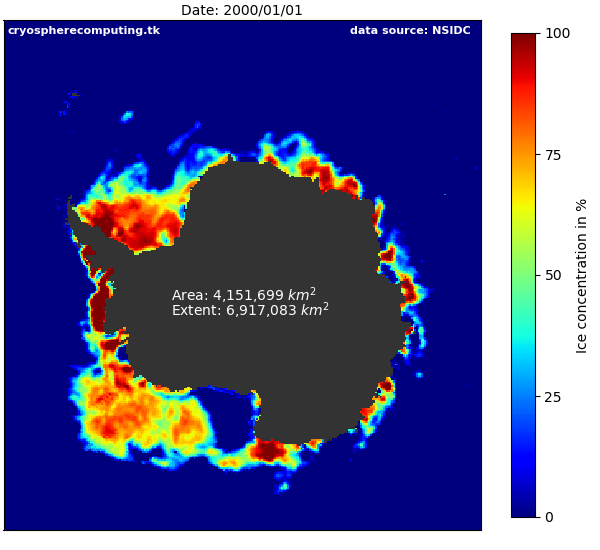 Date: 2000/01/01
cryospherecomputing.tk data source: NSIDC
100
75
50
25
0
Ice concentration in %
Area: 4,151,699 km²
Extent: 6,917,083 km²